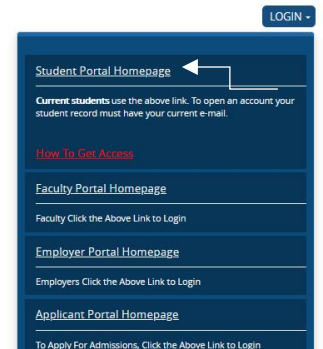 LOGIN
Student Portal Homepage
Current students use the above link. To open an account your
student record must have your current e-mail.
How To Get Access
Faculty Portal Homepage
Faculty Click the Above Link to Login
Employer Portal Homepage
Employers Click the Above Link to Login
Applicant Portal Homepage
To Apply For Admissions, Click the Above Link to Login